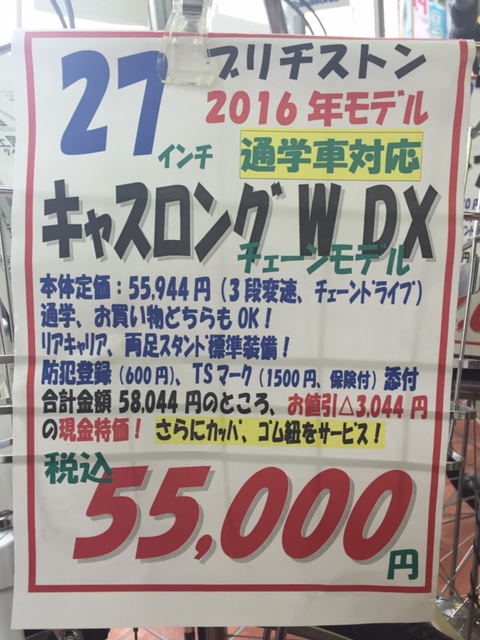 27インチ
ブリヂストン
2016年モデル
通学車対応
キャスロング W DX
チェーンモデル
本体定価：55,944円（3段変速、チェーンドライブ）
通学、お買い物どちらもOK！
リアキャリア、両足スタンド標準装備！
防犯登録（600円）、TSマーク（1500円、保険付）添付
合計金額58,044円のところ、お値引△3,044円
の現金特価！さらにカッパ、ゴム紐をサービス！
税込
55,000円